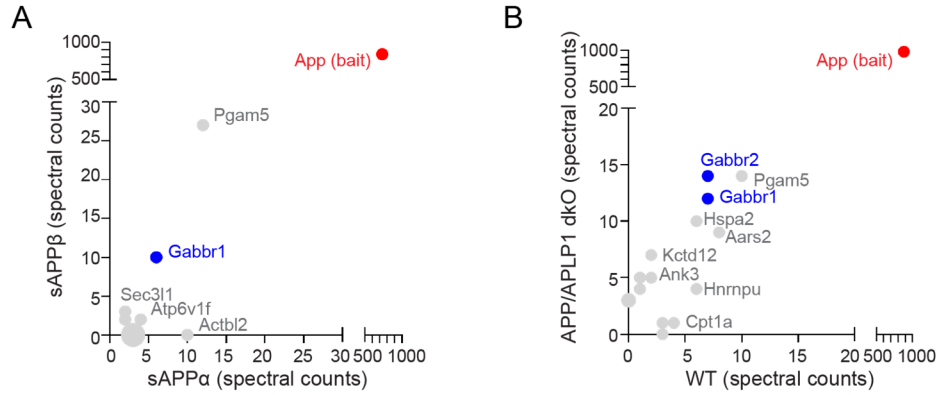 A
1000
500
30
25
20
15
10
5
0
sAPPβ (spectral counts)
App (bait)
Pgam5
Gabbr1
Sec3l1
Atp6v1f
Actbl2
0 5 10 15 20 25 30 500 1000
sAPPα (spectral counts)
B
1000
500
20
15
10
5
0
APP/APLP1 dkO (spectral counts)
App (bait)
Gabbr2
Pgam5
Gabbr1
Hspa2
Aars2
Kctd12
Ank3
Hnrnpu
Cpt1a
0 5 10 15 20 500 1000
WT (spectral counts)